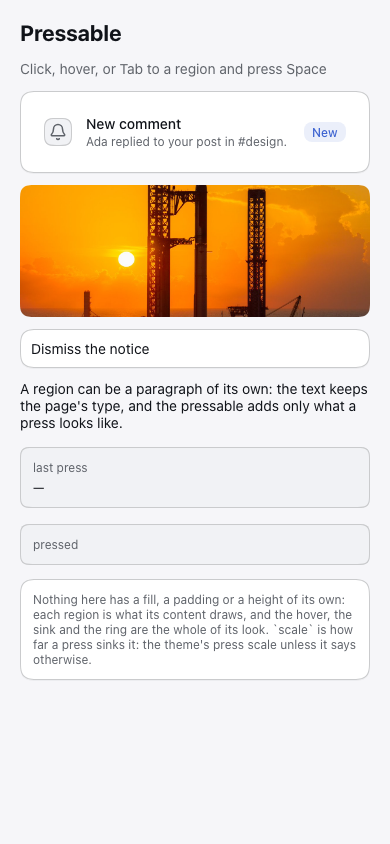 Pressable
Click, hover, or Tab to a region and press Space
New comment
Ada replied to your post in #design.
New
Dismiss the notice
A region can be a paragraph of its own: the text keeps
the page's type, and the pressable adds only what a
press looks like.
last press
—
pressed
Nothing here has a fill, a padding or a height of its own:
each region is what its content draws, and the hover, the
sink and the ring are the whole of its look. `scale` is how
far a press sinks it: the theme's press scale unless it says
otherwise.